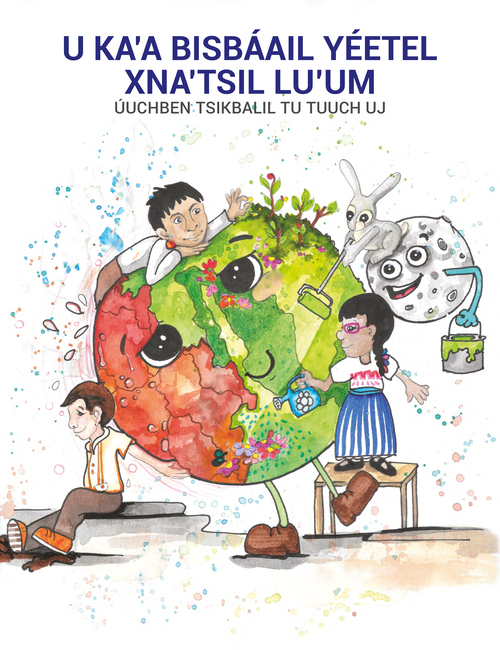 U KA'A BISBÁAIL YÉETEL
XNA'TSIL LU'UM
ÚUCHBEN TSIKBALIL TU TUUCH UJ